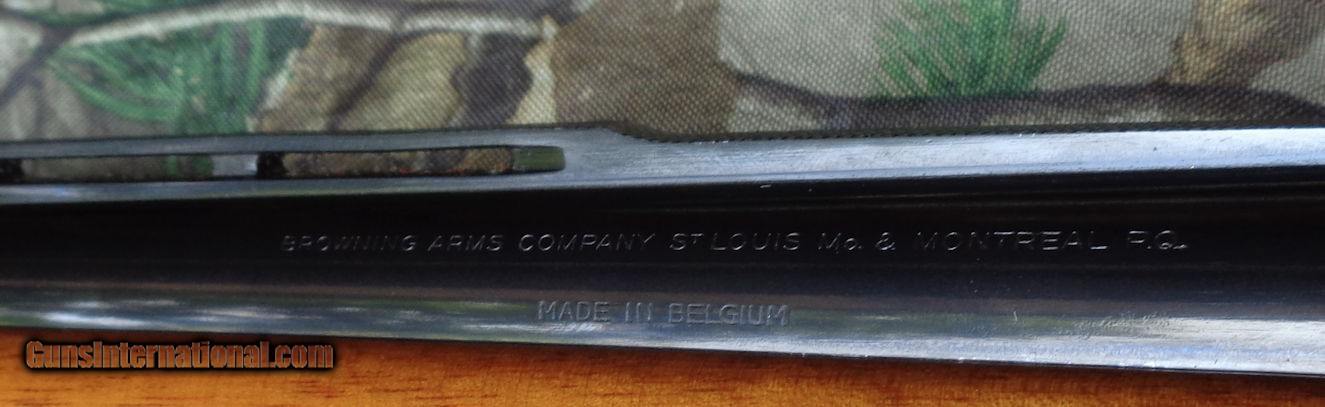 BROWNING ARMS COMPANY ST LOUIS Mo. & MONTREAL P.Q.
MADE IN BELGIUM
GunsInternational.com